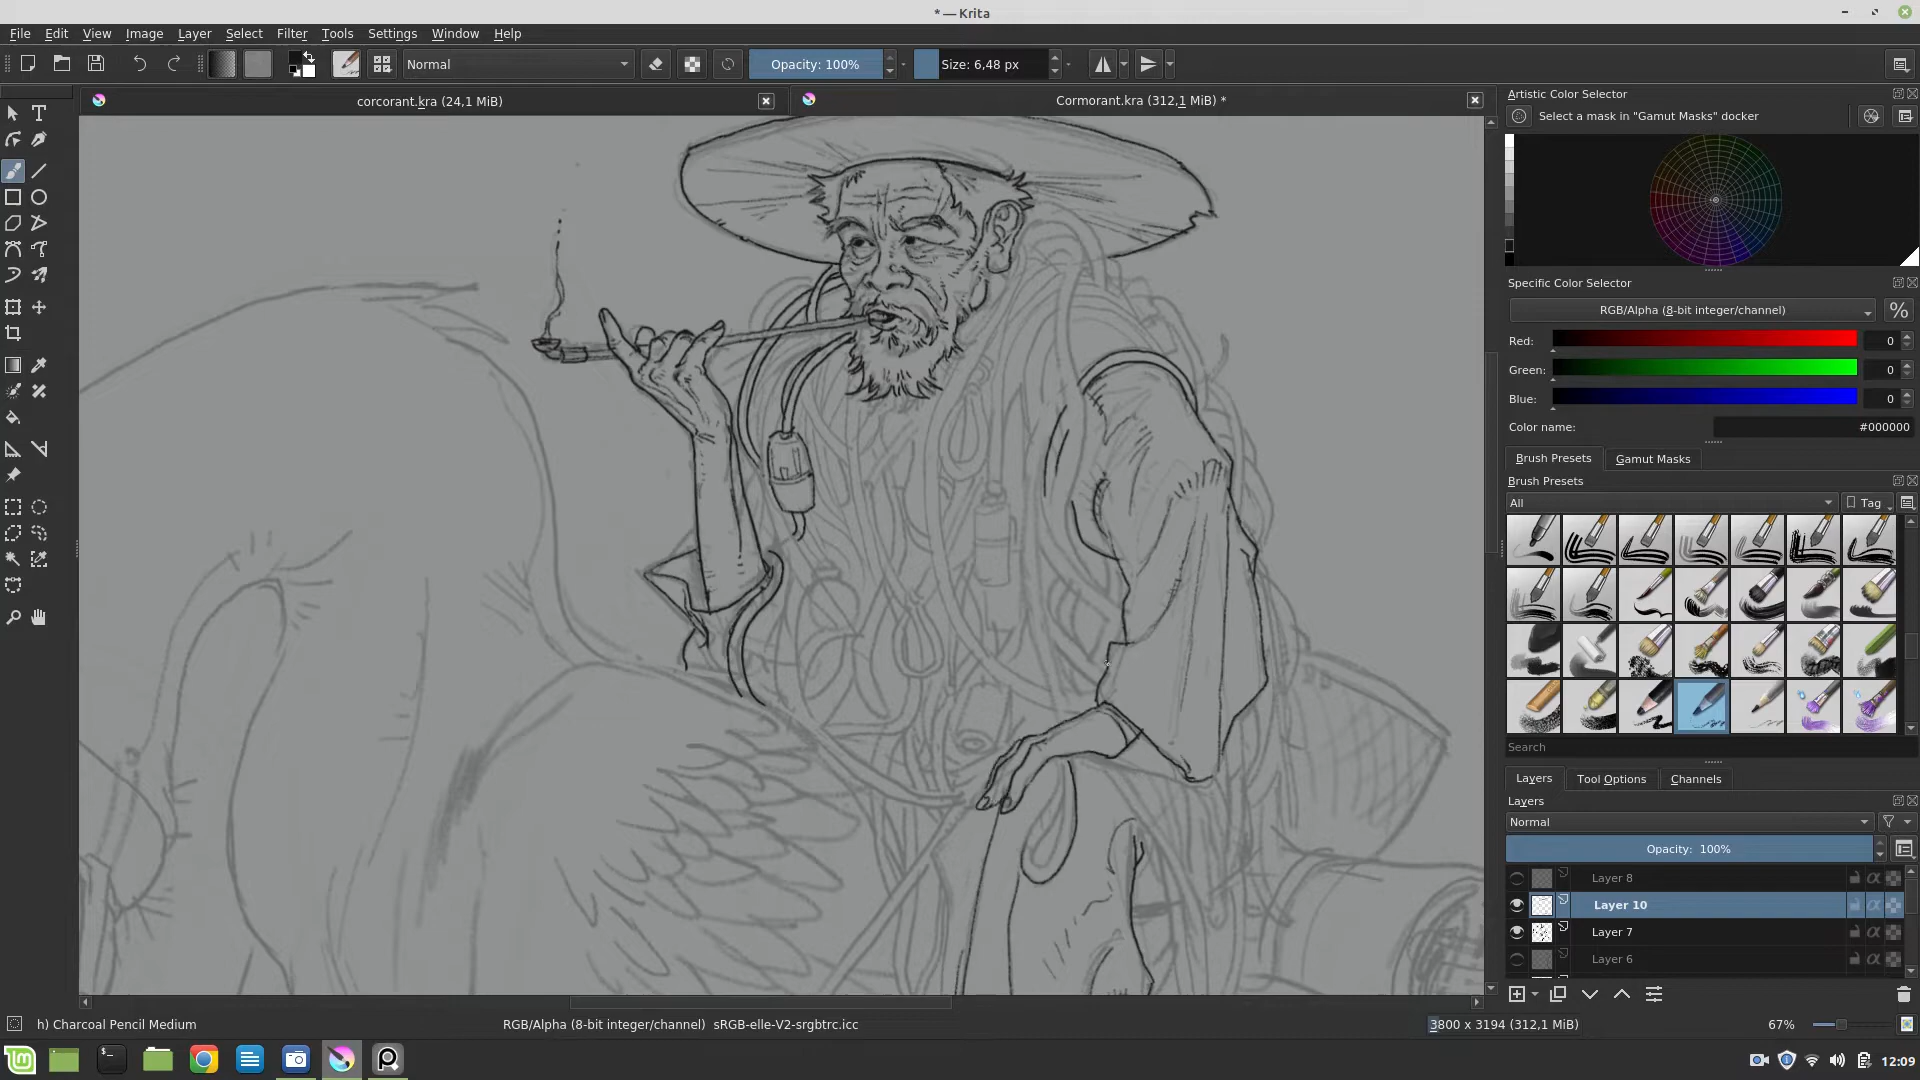 * — Krita
File Edit View Image Layer Select Filter Tools Settings Window Help
Normal Opacity: 100% Size: 6,48 px
corcorant.kra (24,1 MiB) Cormorant.kra (312,1 MiB) *
Artistic Color Selector
Select a mask in "Gamut Masks" docker
Specific Color Selector
RGB/Alpha (8-bit integer/channel) %
Red: 0
Green: 0
Blue: 0
Color name: #000000
Brush Presets Gamut Masks
Brush Presets
All Tag
Search
Layers Tool Options Channels
Layers
Normal
Opacity: 100%
Layer 8
Layer 10
Layer 7
Layer 6
h) Charcoal Pencil Medium RGB/Alpha (8-bit integer/channel) sRGB-elle-V2-srgbtrc.icc 3800 x 3194 (312,1 MiB) 67%
12:09